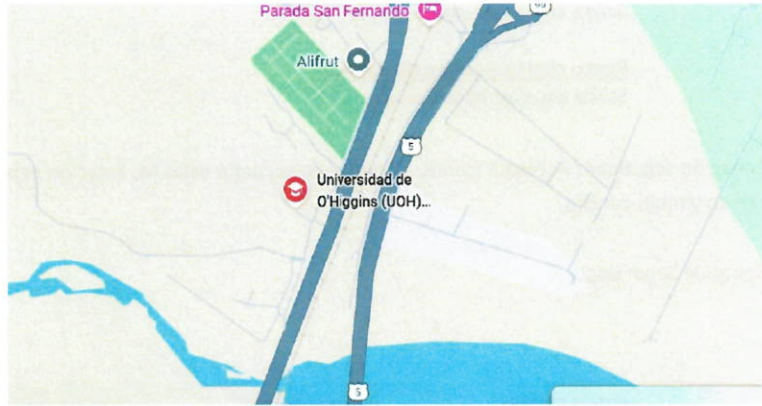 Parada San Fernando
Alifrut
5
Universidad de
O'Higgins (UOH)...
5